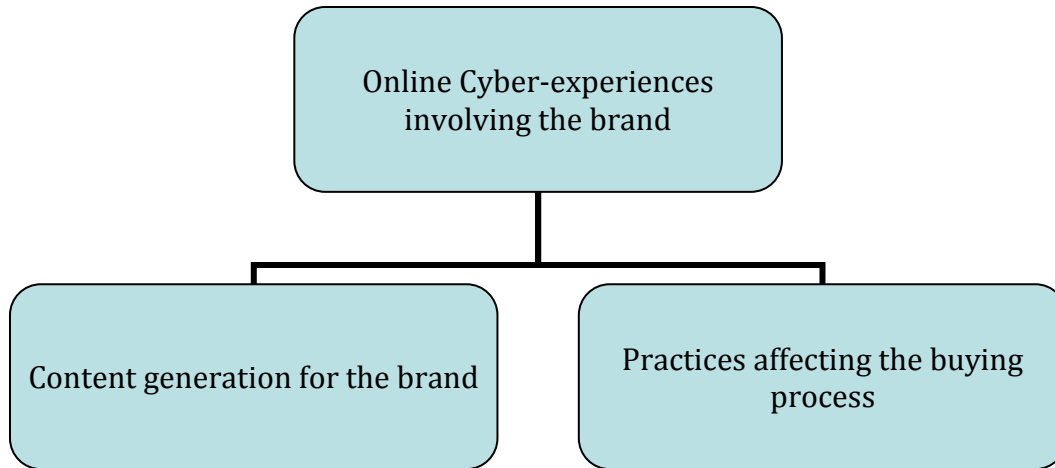 Online Cyber-experiences
involving the brand
Content generation for the brand
Practices affecting the buying
process